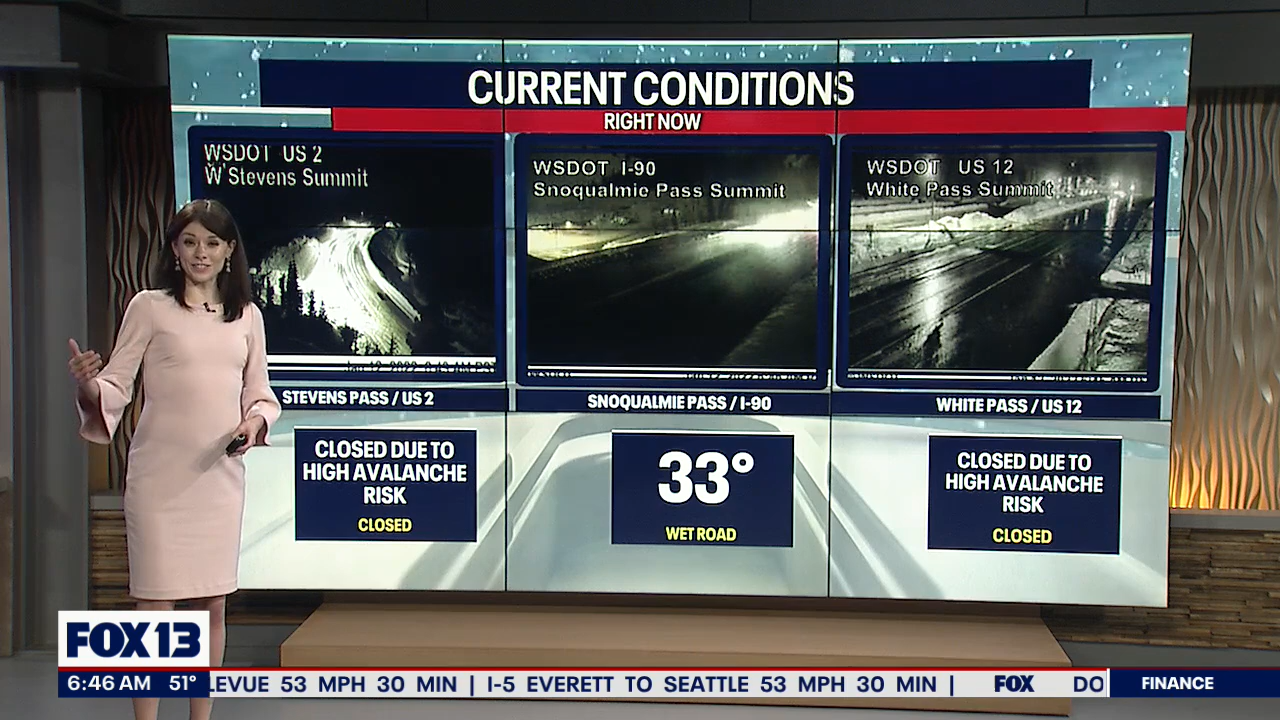 CURRENT CONDITIONS
RIGHT NOW
WSDOT US 2
W Stevens Summit
WSDOT I-90
Snoqualmie Pass Summit
WSDOT US 12
White Pass Summit
STEVENS PASS / US 2
SNOQUALMIE PASS / I-90
WHITE PASS / US 12
CLOSED DUE TO
HIGH AVALANCHE
RISK
CLOSED
33°
WET ROAD
CLOSED DUE TO
HIGH AVALANCHE
RISK
CLOSED
FOX 13
6:46 AM 51° LEVUE 53 MPH 30 MIN | I-5 EVERETT TO SEATTLE 53 MPH 30 MIN | FOX DO FINANCE